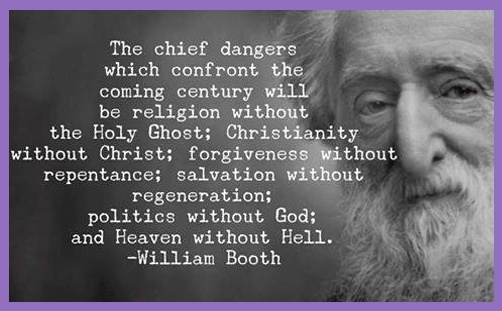 The chief dangers
which confront the
coming century will
be religion without
the Holy Ghost; Christianity
without Christ; forgiveness without
repentance; salvation without
regeneration;
politics without God;
and Heaven without Hell.
-William Booth